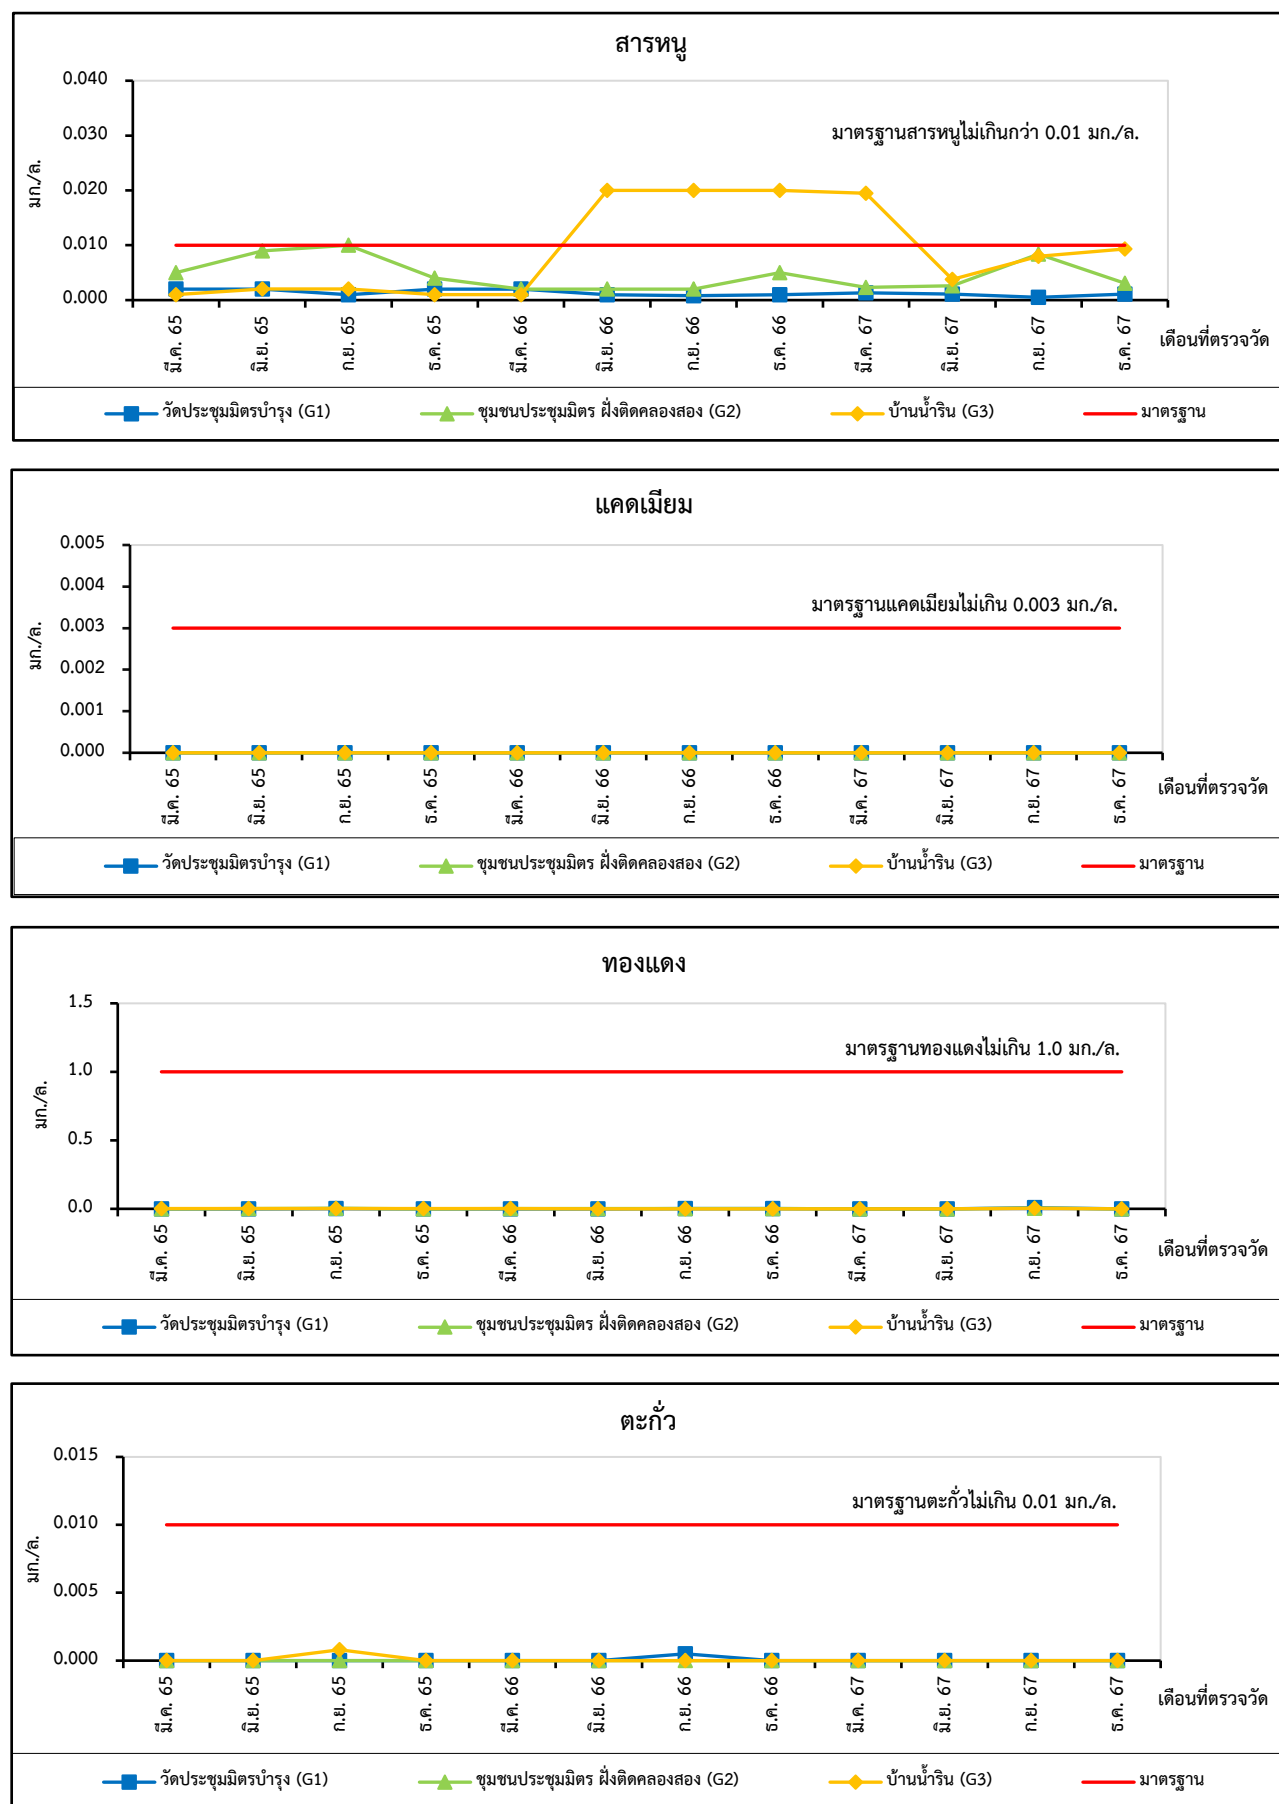 สารหนู
0.040
0.030
0.020
0.010
0.000
มก./ล.
มาตรฐานสารหนูไม่เกินกว่า 0.01 มก./ล.
มี.ค. 65
มิ.ย. 65
ก.ย. 65
ธ.ค. 65
มี.ค. 66
มิ.ย. 66
ก.ย. 66
ธ.ค. 66
มี.ค. 67
มิ.ย. 67
ก.ย. 67
ธ.ค. 67
เดือนที่ตรวจวัด
วัดประชุมมิตรบำรุง (G1) ชุมชนประชุมมิตร ฝั่งติดคลองสอง (G2) บ้านน้ำริน (G3) มาตรฐาน
แคดเมียม
0.005
0.004
0.003
0.002
0.001
0.000
มก./ล.
มาตรฐานแคดเมียมไม่เกิน 0.003 มก./ล.
มี.ค. 65
มิ.ย. 65
ก.ย. 65
ธ.ค. 65
มี.ค. 66
มิ.ย. 66
ก.ย. 66
ธ.ค. 66
มี.ค. 67
มิ.ย. 67
ก.ย. 67
ธ.ค. 67
เดือนที่ตรวจวัด
วัดประชุมมิตรบำรุง (G1) ชุมชนประชุมมิตร ฝั่งติดคลองสอง (G2) บ้านน้ำริน (G3) มาตรฐาน
ทองแดง
1.5
1.0
0.5
0.0
มก./ล.
มาตรฐานทองแดงไม่เกิน 1.0 มก./ล.
มี.ค. 65
มิ.ย. 65
ก.ย. 65
ธ.ค. 65
มี.ค. 66
มิ.ย. 66
ก.ย. 66
ธ.ค. 66
มี.ค. 67
มิ.ย. 67
ก.ย. 67
ธ.ค. 67
เดือนที่ตรวจวัด
วัดประชุมมิตรบำรุง (G1) ชุมชนประชุมมิตร ฝั่งติดคลองสอง (G2) บ้านน้ำริน (G3) มาตรฐาน
ตะกั่ว
0.015
0.010
0.005
0.000
มก./ล.
มาตรฐานตะกั่วไม่เกิน 0.01 มก./ล.
มี.ค. 65
มิ.ย. 65
ก.ย. 65
ธ.ค. 65
มี.ค. 66
มิ.ย. 66
ก.ย. 66
ธ.ค. 66
มี.ค. 67
มิ.ย. 67
ก.ย. 67
ธ.ค. 67
เดือนที่ตรวจวัด
วัดประชุมมิตรบำรุง (G1) ชุมชนประชุมมิตร ฝั่งติดคลองสอง (G2) บ้านน้ำริน (G3) มาตรฐาน